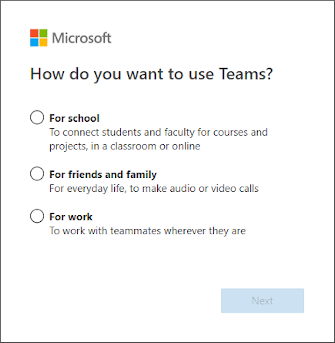 Microsoft
How do you want to use Teams?
For school
To connect students and faculty for courses and
projects, in a classroom or online
For friends and family
For everyday life, to make audio or video calls
For work
To work with teammates wherever they are
Next